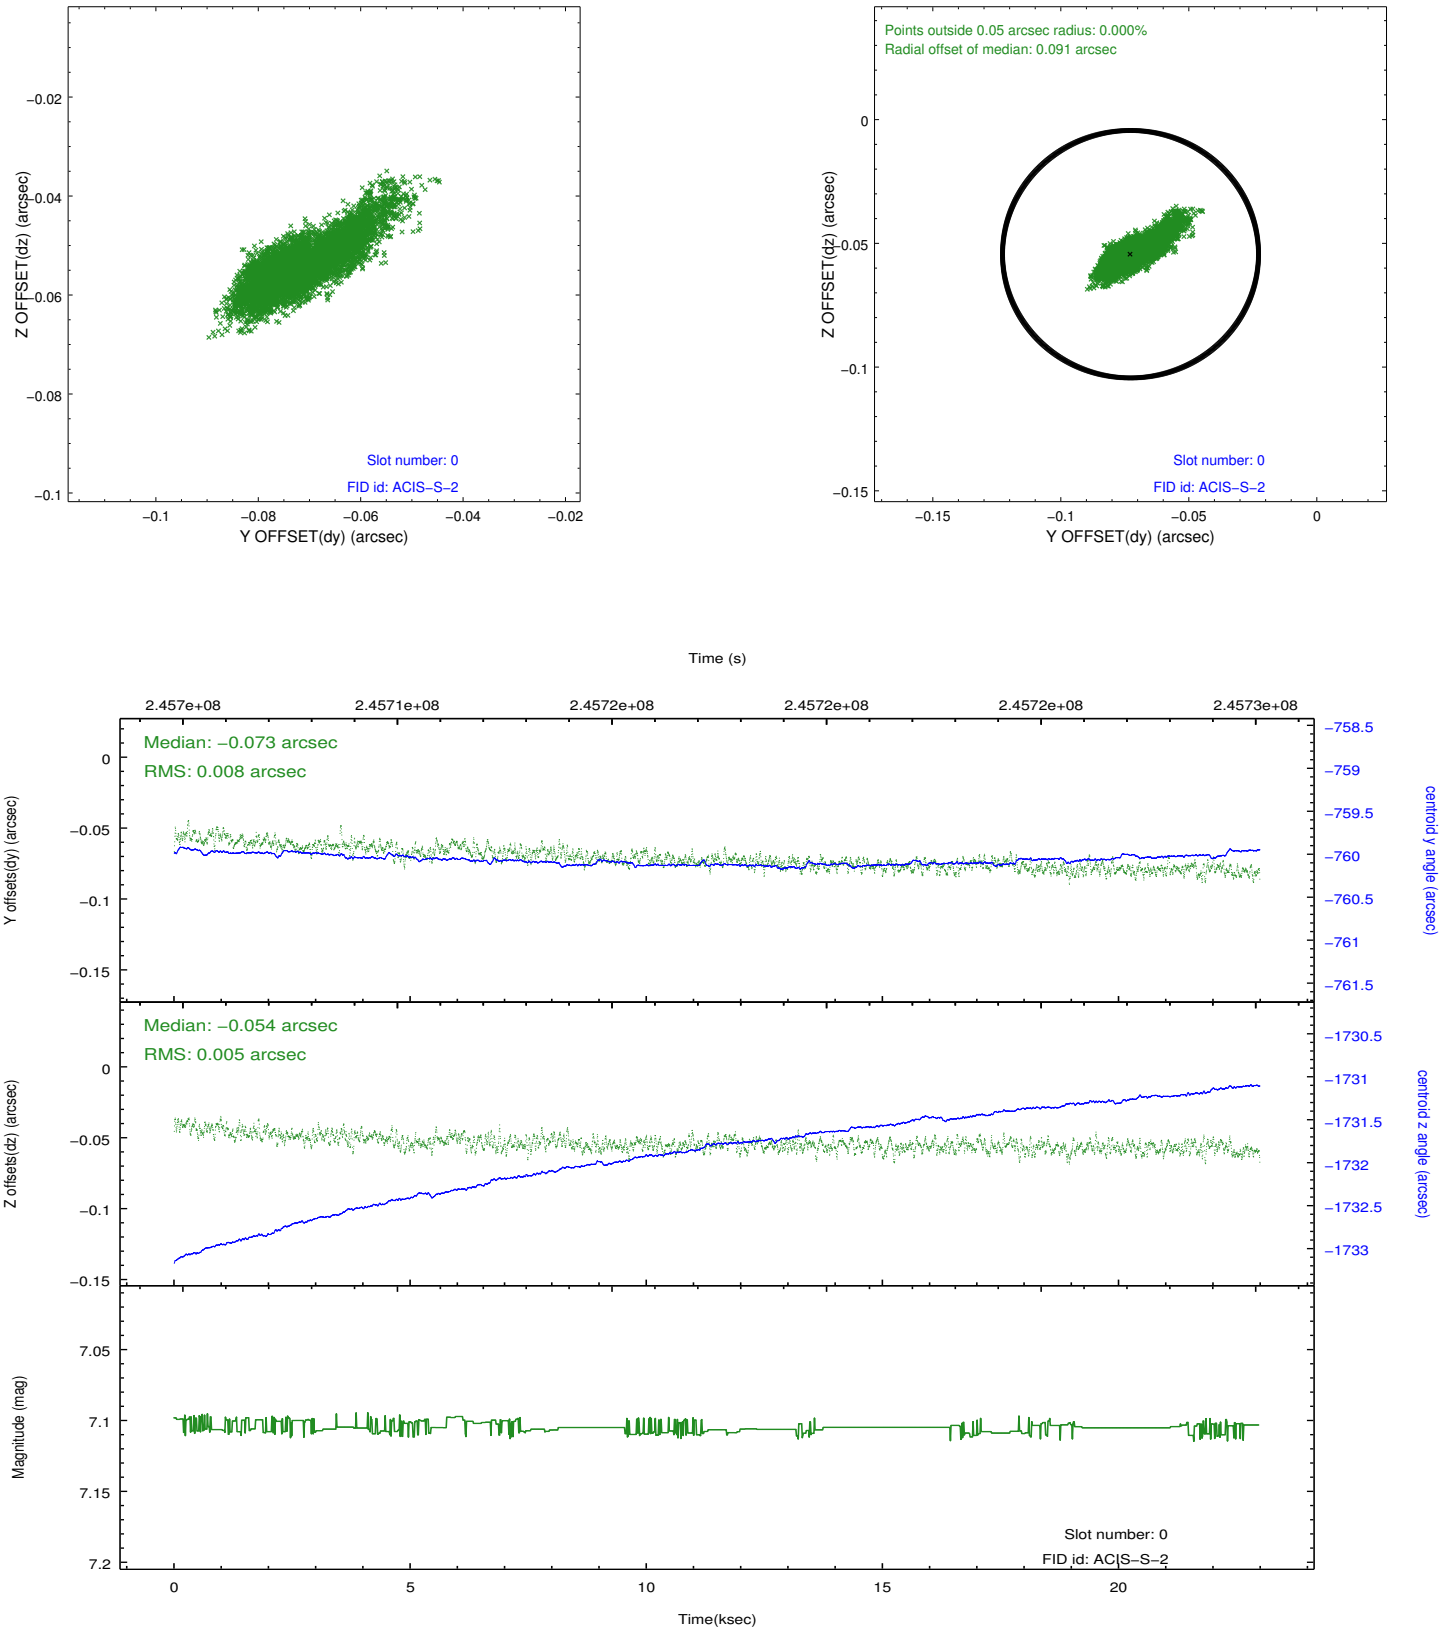 −0.02
−0.04
−0.06
−0.08
−0.1
Z OFFSET(dz) (arcsec)
Slot number: 0
FID id: ACIS−S−2
−0.1
−0.08
−0.06
−0.04
−0.02
Y OFFSET(dy) (arcsec)
Points outside 0.05 arcsec radius: 0.000%
Radial offset of median: 0.091 arcsec
0
−0.05
−0.1
−0.15
Z OFFSET(dz) (arcsec)
Slot number: 0
FID id: ACIS−S−2
−0.15
−0.1
−0.05
0
Y OFFSET(dy) (arcsec)
Time (s)
2.457e+08
2.4571e+08
2.4572e+08
2.4572e+08
2.4572e+08
2.4573e+08
Median: −0.073 arcsec
RMS: 0.008 arcsec
0
−0.05
−0.1
−0.15
Y offsets(dy) (arcsec)
−758.5
−759
−759.5
−760
−760.5
−761
−761.5
centroid y angle (arcsec)
Median: −0.054 arcsec
RMS: 0.005 arcsec
0
−0.05
−0.1
−0.15
Z offsets(dz) (arcsec)
−1730.5
−1731
−1731.5
−1732
−1732.5
−1733
centroid z angle (arcsec)
7.05
7.1
7.15
7.2
Magnitude (mag)
Slot number: 0
FID id: ACIS−S−2
0
5
10
15
20
Time(ksec)